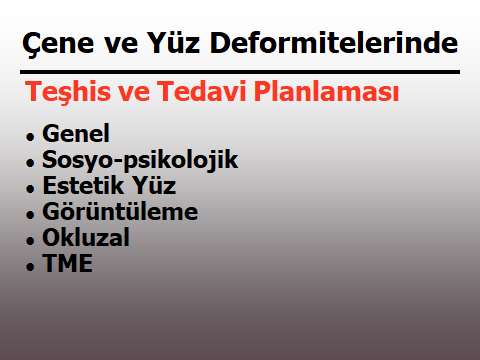 Çene ve Yüz Deformitelerinde
Teşhis ve Tedavi Planlaması
• Genel
• Sosyo-psikolojik
• Estetik Yüz
• Görüntüleme
• Okluzal
• TME